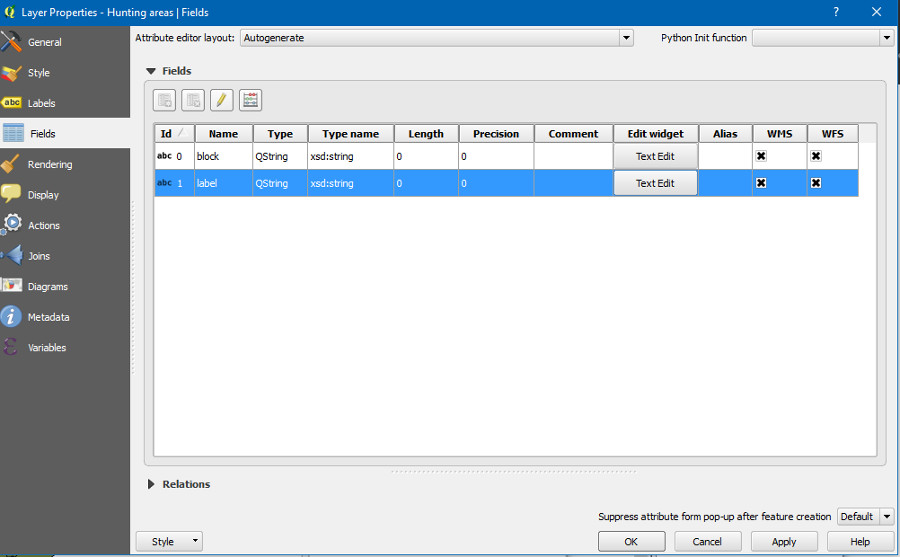 Layer Properties - Hunting areas | Fields
? ×
General
Style
Labels
Fields
Rendering
Display
Actions
Joins
Diagrams
Metadata
Variables
Attribute editor layout: Autogenerate Python Init function
Fields
Id Name Type Type name Length Precision Comment Edit widget Alias WMS WFS
abc 0 block QString xsd:string 0 0 Text Edit
abc 1 label QString xsd:string 0 0 Text Edit
Relations
Suppress attribute form pop-up after feature creation Default
Style OK Cancel Apply Help